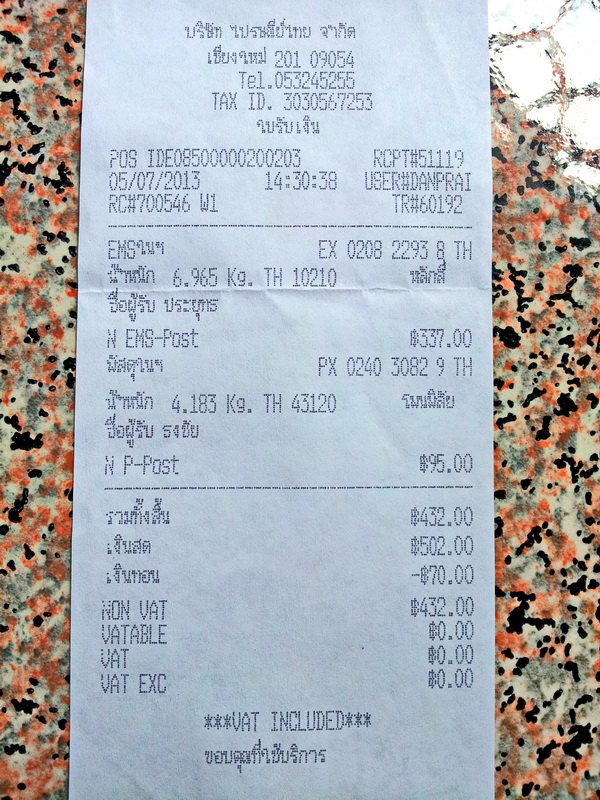 บริษัท ไปรษณีย์ไทย จำกัด
เชียงใหม่ 201 09054
Tel.053245255
TAX ID. 3030567253
ใบรับเงิน
POS IDE08500000200203 RCPT#51119
05/07/2013 14:30:38 USER#DANPRAI
RC#700546 W1 TR#60192
EMSในฯ EX 0208 2293 8 TH
น้ำหนัก 6.965 Kg. TH 10210 หลักสี่
ชื่อผู้รับ ประยุทธ
N EMS-Post ฿337.00
พัสดุในฯ PX 0240 3082 9 TH
น้ำหนัก 4.183 Kg. TH 43120 โพนพิสัย
ชื่อผู้รับ ธงชัย
N P-Post ฿95.00
รวมทั้งสิ้น ฿432.00
เงินสด ฿502.00
เงินทอน -฿70.00
NON VAT ฿432.00
VATABLE ฿0.00
VAT ฿0.00
VAT EXC ฿0.00
***VAT INCLUDED***
ขอบคุณที่ใช้บริการ